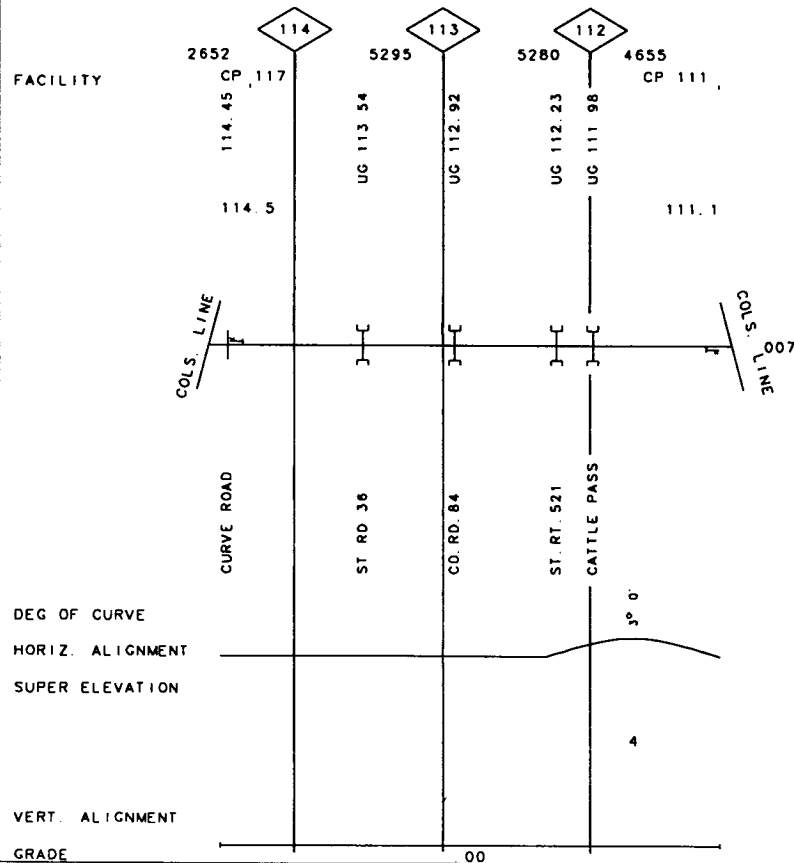 114 113 112
2652 5295 5280 4655
FACILITY CP 117 CP 111
114.45 UG 113 54 UG 112.92 UG 112.23 UG 111 98
114.5 111.1
COLS. LINE COLS. LINE
007
CURVE ROAD ST RD 36 CO.RD.84 ST.RT.521 CATTLE PASS
DEG OF CURVE 3° 0'
HORIZ. ALIGNMENT
SUPER ELEVATION
4
VERT. ALIGNMENT
GRADE 00